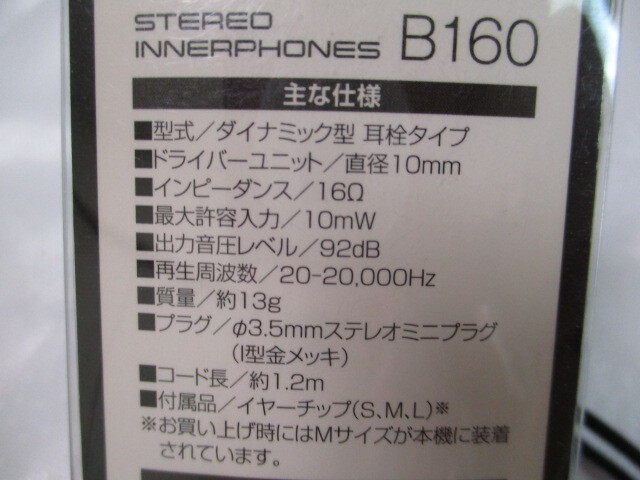 STEREO
INNERPHONES B160
主な仕様
■型式／ダイナミック型 耳栓タイプ
■ドライバーユニット／直径10mm
■インピーダンス／16Ω
■最大許容入力／10mW
■出力音圧レベル／92dB
■再生周波数／20-20,000Hz
■質量／約13g
■プラグ／φ3.5mmステレオミニプラグ
（I型金メッキ）
■コード長／約1.2m
■付属品／イヤーチップ（S、M、L）※
※お買い上げ時にはMサイズが本機に装着
されています。